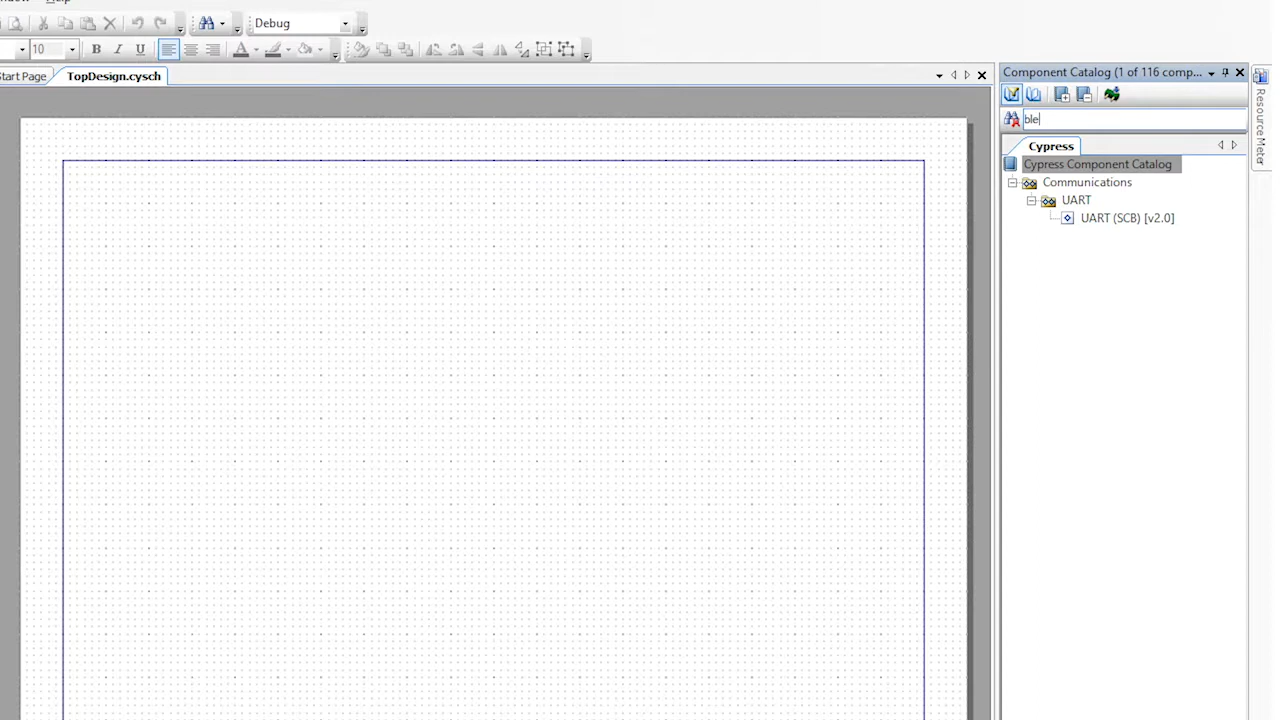 Help
Debug
10 B I U A
Start Page TopDesign.cysch
Component Catalog (1 of 116 comp...
ble
Cypress
Cypress Component Catalog
Communications
UART
UART (SCB) [v2.0]
Resource Meter